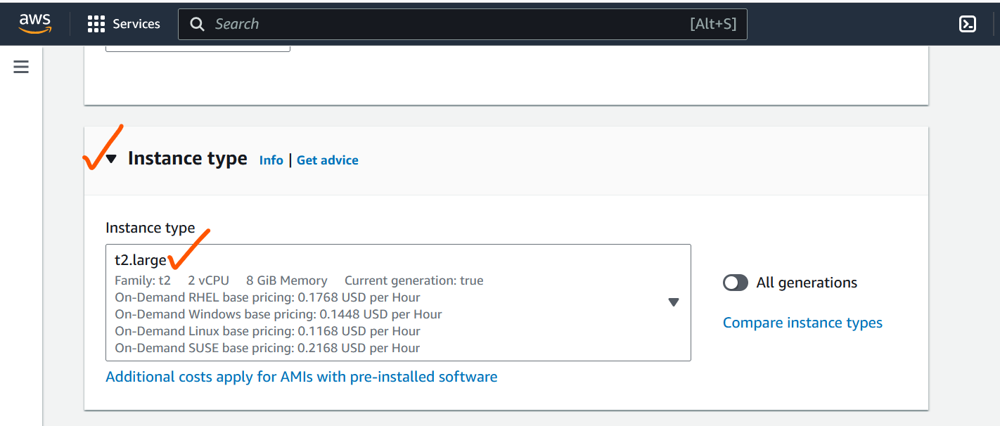 aws
Services
Search [Alt+S]
Instance type Info | Get advice
Instance type
t2.large
Family: t2 2 vCPU 8 GiB Memory Current generation: true
On-Demand RHEL base pricing: 0.1768 USD per Hour
On-Demand Windows base pricing: 0.1448 USD per Hour
On-Demand Linux base pricing: 0.1168 USD per Hour
On-Demand SUSE base pricing: 0.2168 USD per Hour
All generations
Compare instance types
Additional costs apply for AMIs with pre-installed software